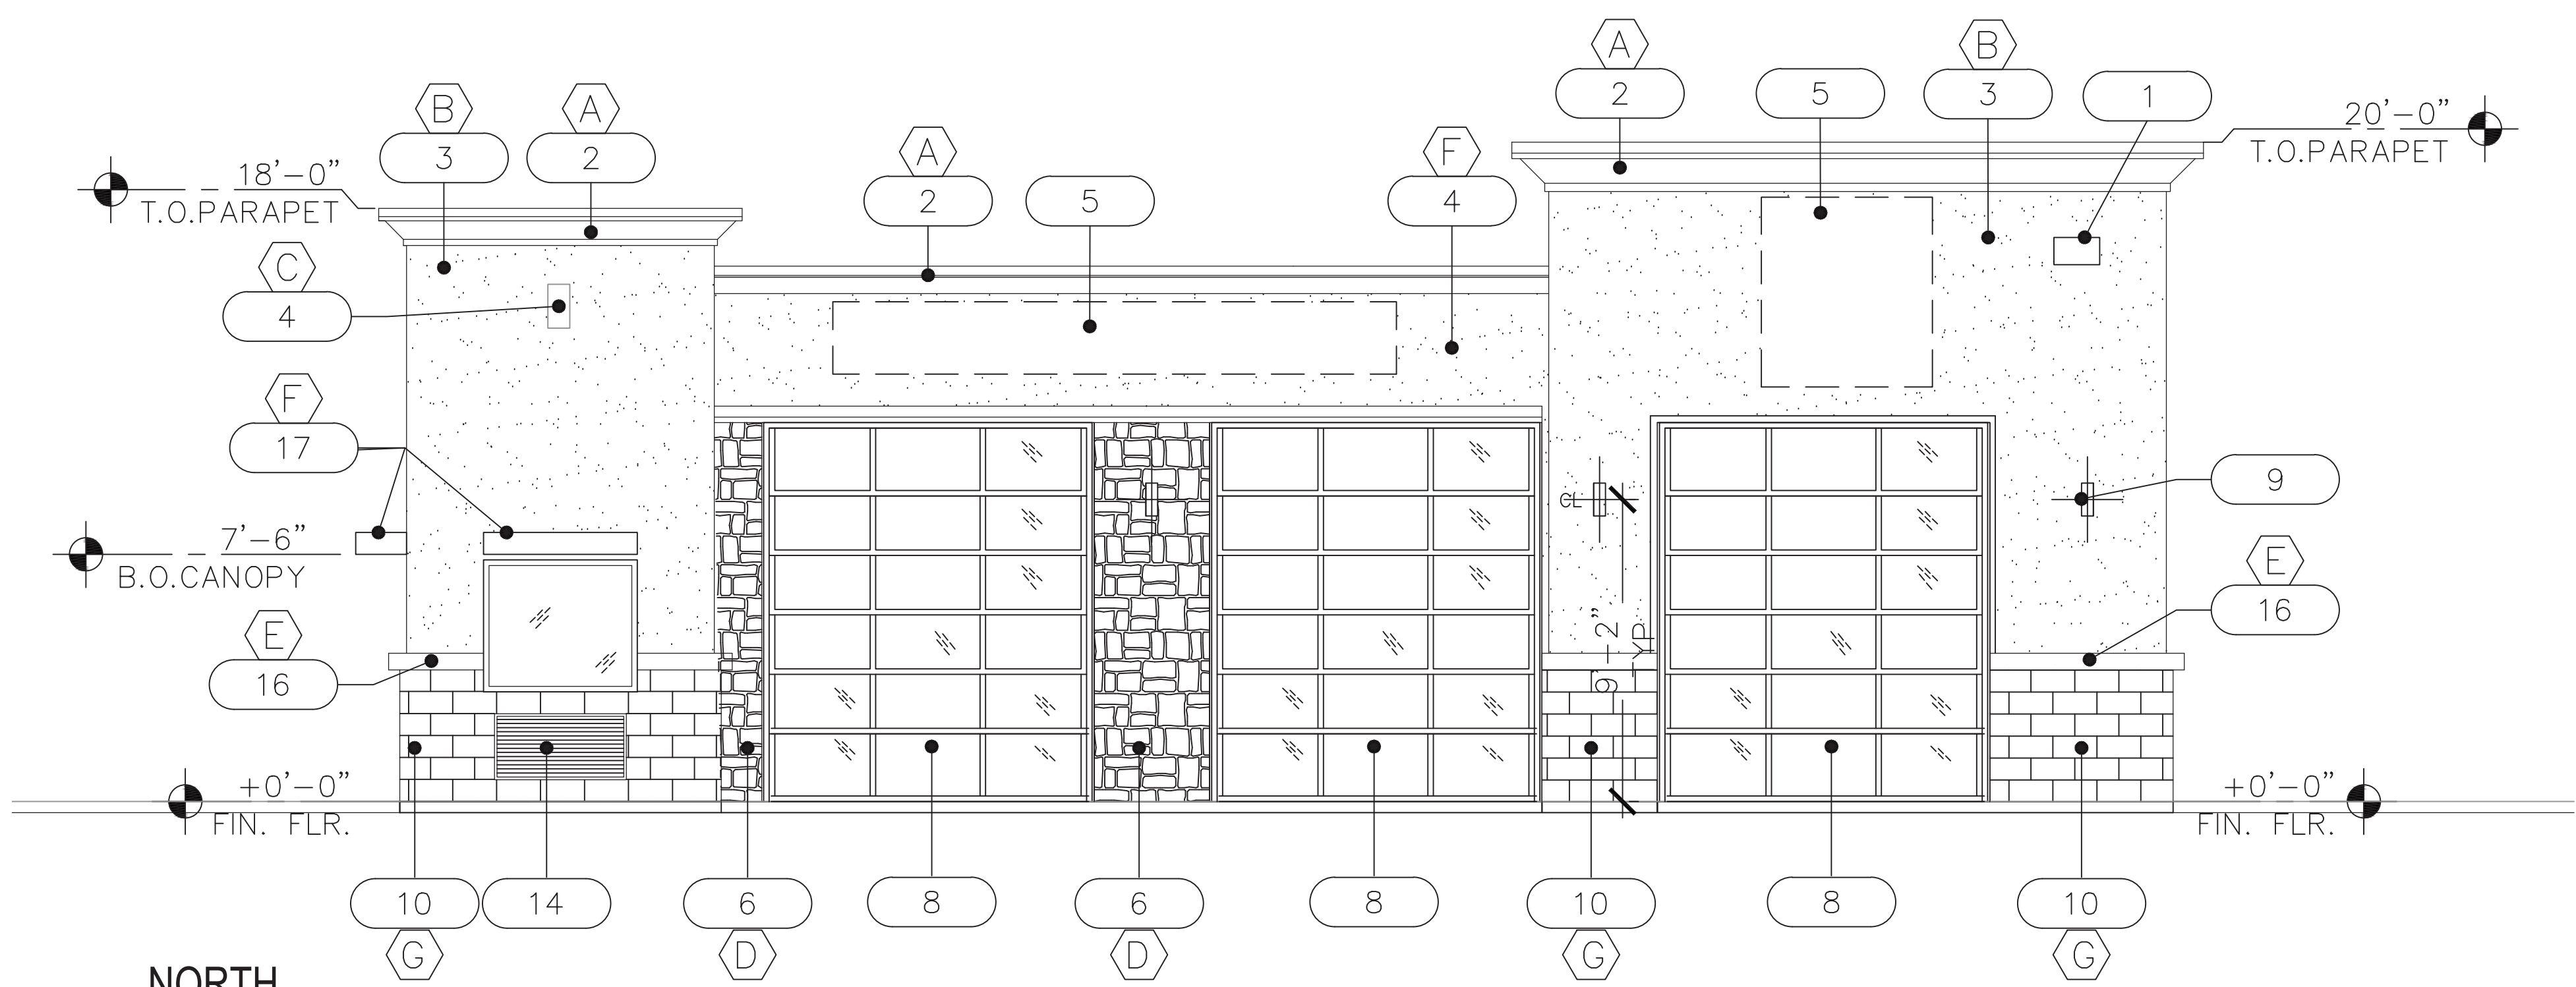 A
2
5
B
3
1
20'-0"
T.O.PARAPET
B
3
A
2
A
2
5
F
4
18'-0"
T.O.PARAPET
C
4
F
17
9
CL
7'-6"
B.O.CANOPY
E
16
E
16
9'-2"
+0'-0"
FIN. FLR.
+0'-0"
FIN. FLR.
10
14
6
8
6
8
10
8
10
G
D
D
G
G
NORTH